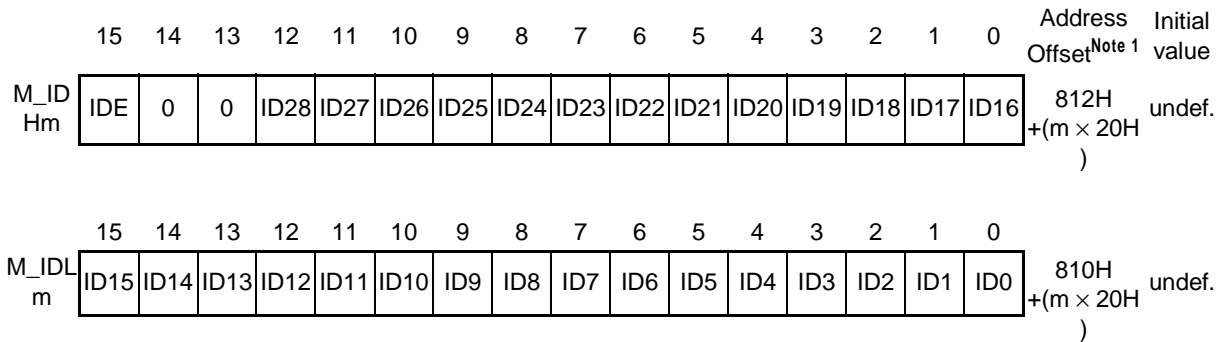 15 14 13 12 11 10 9 8 7 6 5 4 3 2 1 0 Address Offset Note 1 Initial value
M_ID Hm IDE 0 0 ID28 ID27 ID26 ID25 ID24 ID23 ID22 ID21 ID20 ID19 ID18 ID17 ID16 812H +(m × 20H ) undef.
15 14 13 12 11 10 9 8 7 6 5 4 3 2 1 0
M_IDL m ID15 ID14 ID13 ID12 ID11 ID10 ID9 ID8 ID7 ID6 ID5 ID4 ID3 ID2 ID1 ID0 810H +(m × 20H ) undef.